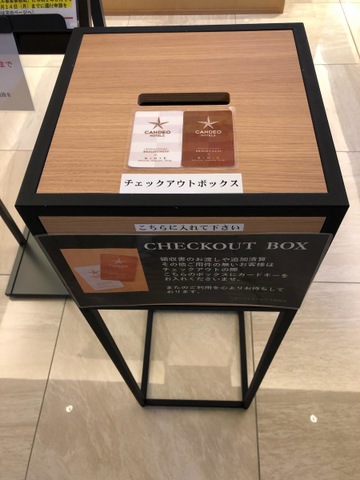 CANDEO
HOTELS
CANDEO
HOTELS
チェックアウトボックス
こちらに入れて下さい
CHECKOUT BOX
領収書のお渡しや追加清算
その他ご用件の無いお客様は
チェックアウトの際
こちらのボックスにカードキーを
お入れくださいませ。
またのご利用を心よりお待ちして
おります。